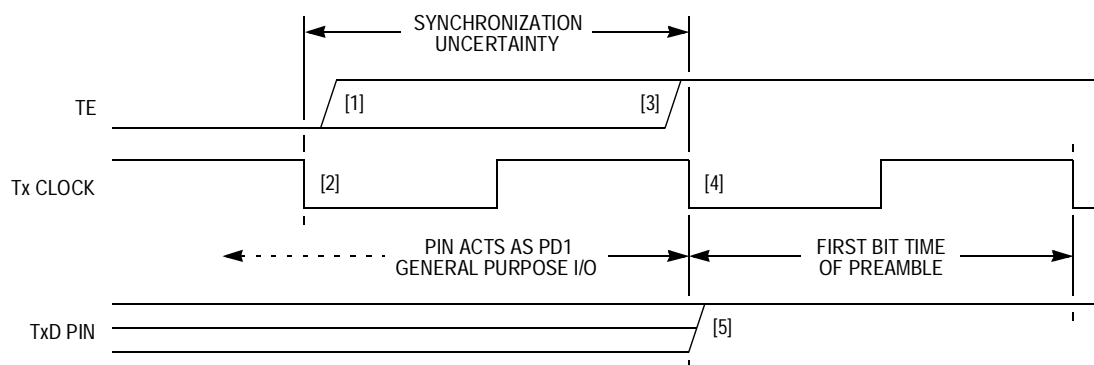 SYNCHRONIZATION
UNCERTAINTY
TE
[1]
[3]
Tx CLOCK
[2]
[4]
PIN ACTS AS PD1
GENERAL PURPOSE I/O
FIRST BIT TIME
OF PREAMBLE
TxD PIN
[5]